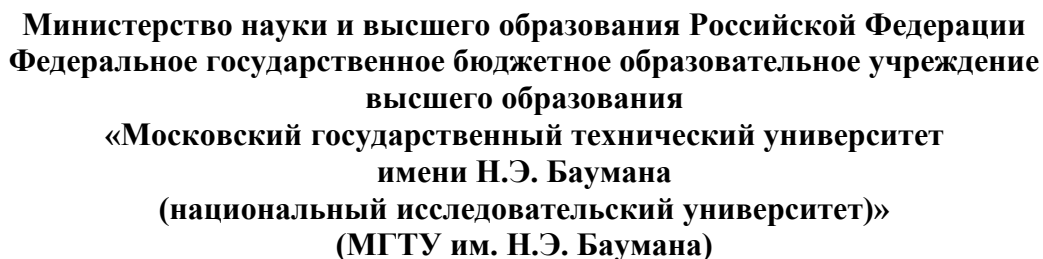 Министерство науки и высшего образования Российской Федерации
Федеральное государственное бюджетное образовательное учреждение
высшего образования
«Московский государственный технический университет
имени Н.Э. Баумана
(национальный исследовательский университет)»
(МГТУ им. Н.Э. Баумана)